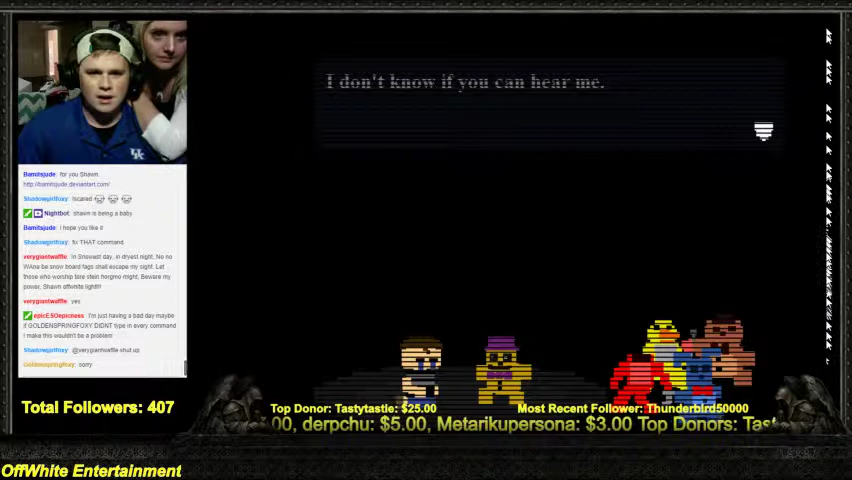 I don't know if you can hear me.
Bamitsjude: for you Shawn.
http://bamitsjude.deviantart.com/
Shadowgirlfoxy: Iscared
Nightbot: shawn is being a baby
Bamitsjude: I hope you like it
Shadowgirlfoxy: fix THAT command
verygiantwaffle: In Snowest day, in dryest night, No no
WAna be snow board fags shall escape my sight. Let
those who worship tere stein horgmo might, Beware my
power, Shawn offwhite light!!!
verygiantwaffle: yes
epicE5Oepicness: I'm just having a bad day maybe
if GOLDENSPRINGFOXY DIDNT type in every command
I make this wouldn't be a problem
Shadowgirlfoxy: @verygiantwaffle shut up
Goldenspringfoxy: sorry
Total Followers: 407
Top Donor: Tastytastle: $25.00
Most Recent Follower: Thunderbird50000
00, derpchu: $5.00, Metarikupersona: $3.00 Top Donors: Tast
OffWhite Entertainment